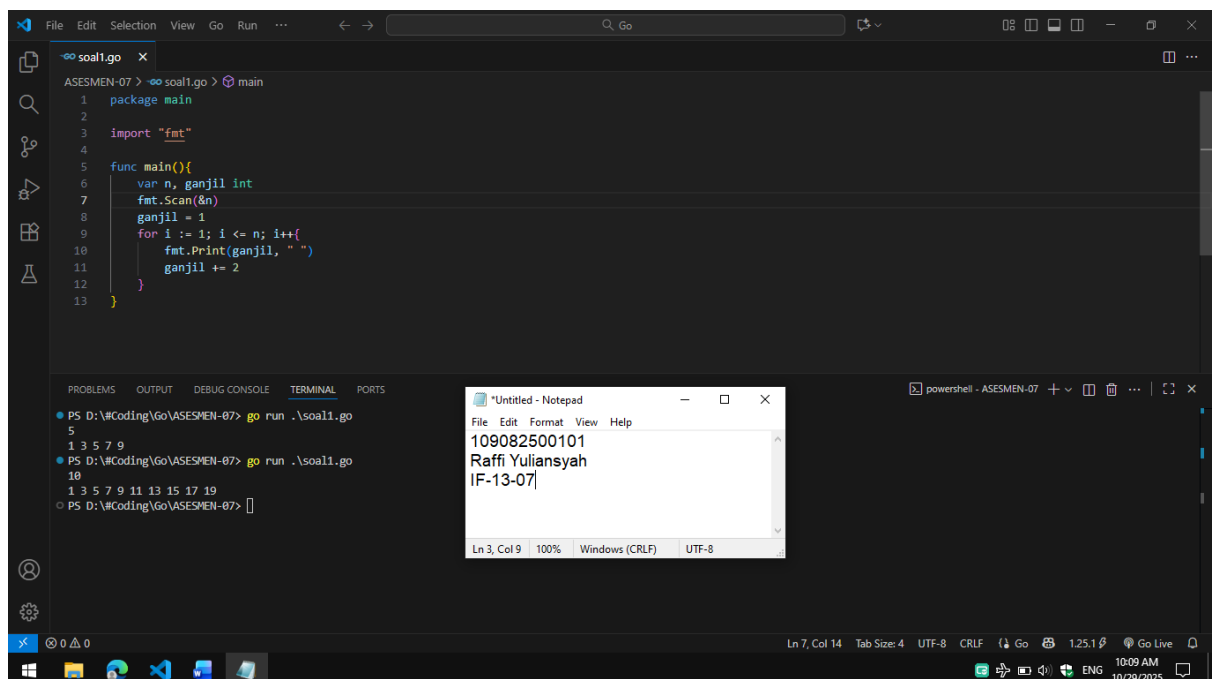 File Edit Selection View Go Run ··· ← → Go
soal1.go ×
ASESMEN-07 > soal1.go > main
1 package main
2
3 import "fmt"
4
5 func main(){
6 var n, ganjil int
7 fmt.Scan(&n)
8 ganjil = 1
9 for i := 1; i <= n; i++{
10 fmt.Print(ganjil, " ")
11 ganjil += 2
12 }
13 }
PROBLEMS OUTPUT DEBUG CONSOLE TERMINAL PORTS powershell - ASESMEN-07
PS D:\#Coding\Go\ASESMEN-07> go run .\soal1.go
5
1 3 5 7 9
PS D:\#Coding\Go\ASESMEN-07> go run .\soal1.go
10
1 3 5 7 9 11 13 15 17 19
PS D:\#Coding\Go\ASESMEN-07>
*Untitled - Notepad
File Edit Format View Help
109082500101
Raffi Yuliansyah
IF-13-07
Ln 3, Col 9 100% Windows (CRLF) UTF-8
0 0 Ln 7, Col 14 Tab Size: 4 UTF-8 CRLF Go 1.25.1 Go Live
ENG 10:09 AM
10/29/2025